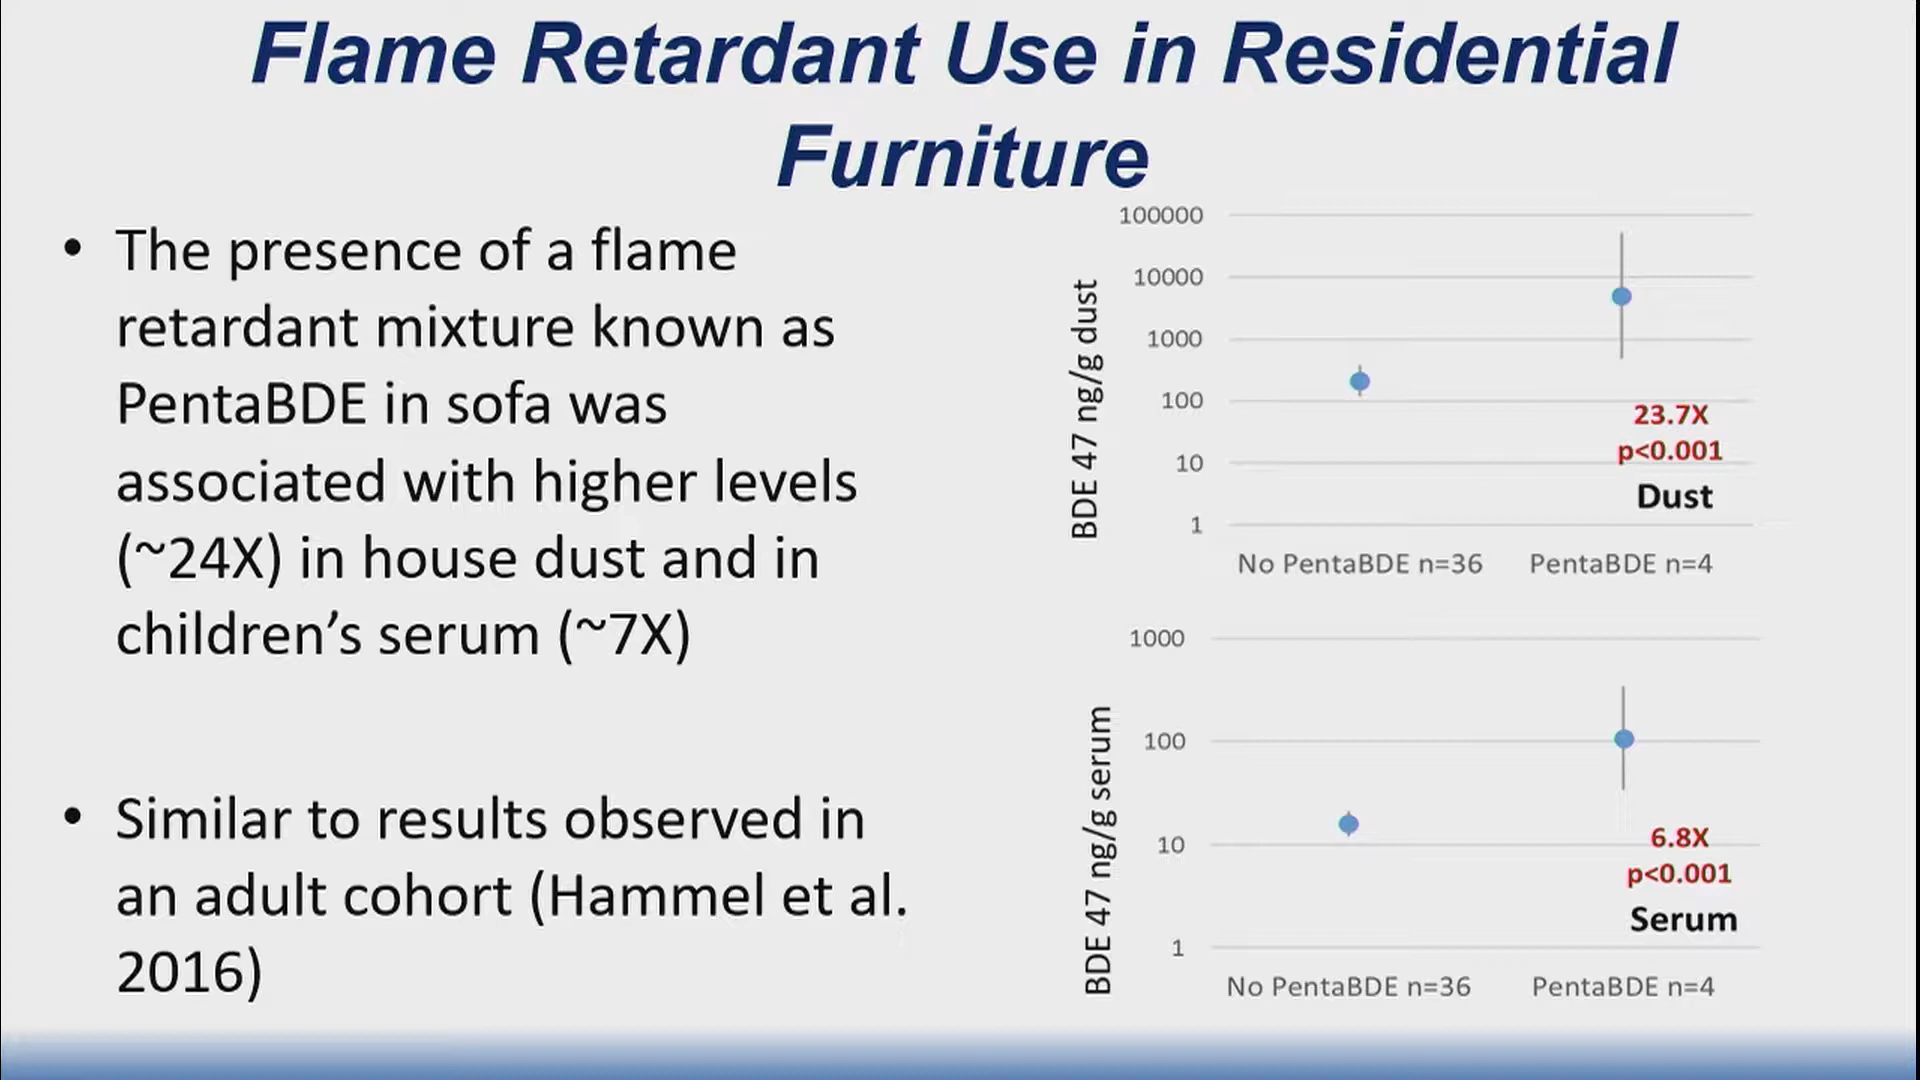 Flame Retardant Use in Residential
Furniture
• The presence of a flame
retardant mixture known as
PentaBDE in sofa was
associated with higher levels
(~24X) in house dust and in
children’s serum (~7X)
• Similar to results observed in
an adult cohort (Hammel et al.
2016)
BDE 47 ng/g dust
100000
10000
1000
100
10
1
23.7X
p<0.001
Dust
No PentaBDE n=36
PentaBDE n=4
BDE 47 ng/g serum
1000
100
10
1
6.8X
p<0.001
Serum
No PentaBDE n=36
PentaBDE n=4